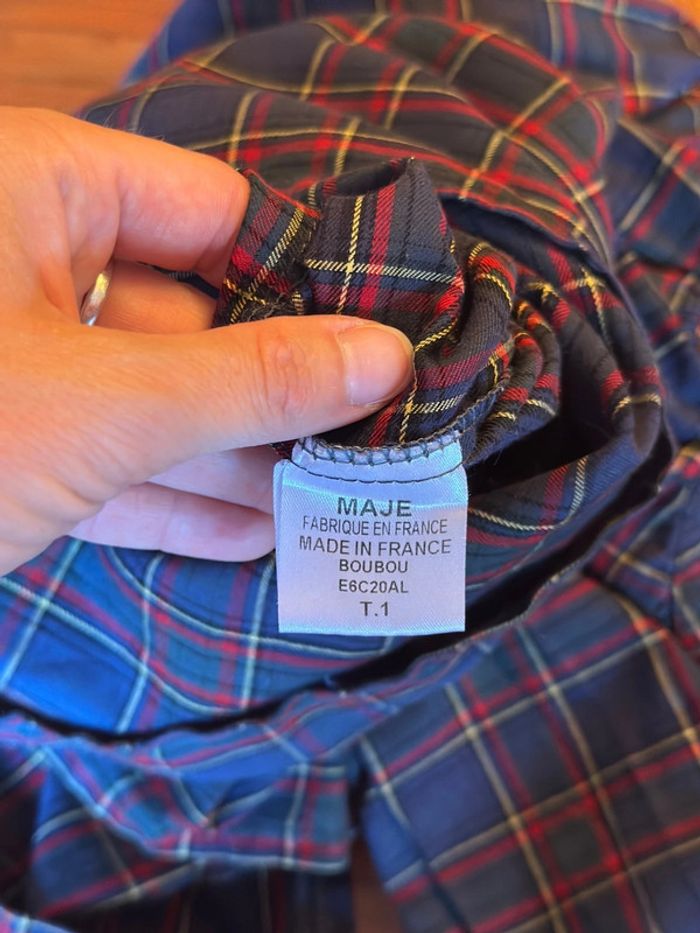 MAJE
FABRIQUE EN FRANCE
MADE IN FRANCE
BOUBOU
E6C20AL
T.1